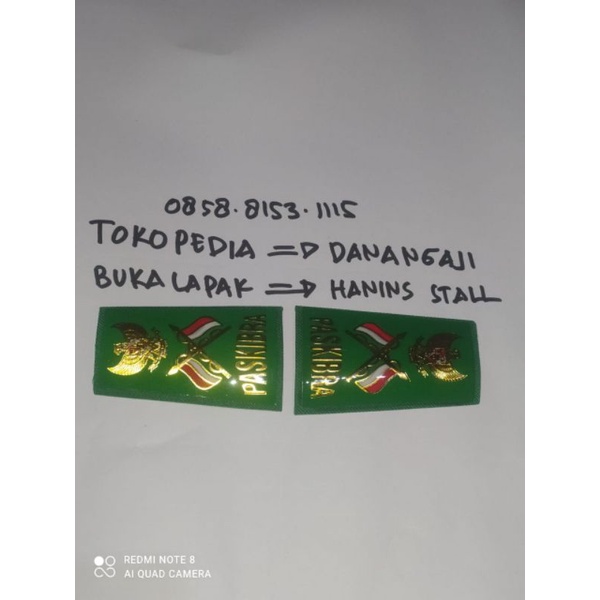 0858.8153.1115
TOKOPEDIA => DANANGAJI
BUKALAPAK => HANINS STALL
PASKIBRA
PASKIBRA
REDMI NOTE 8
AI QUAD CAMERA